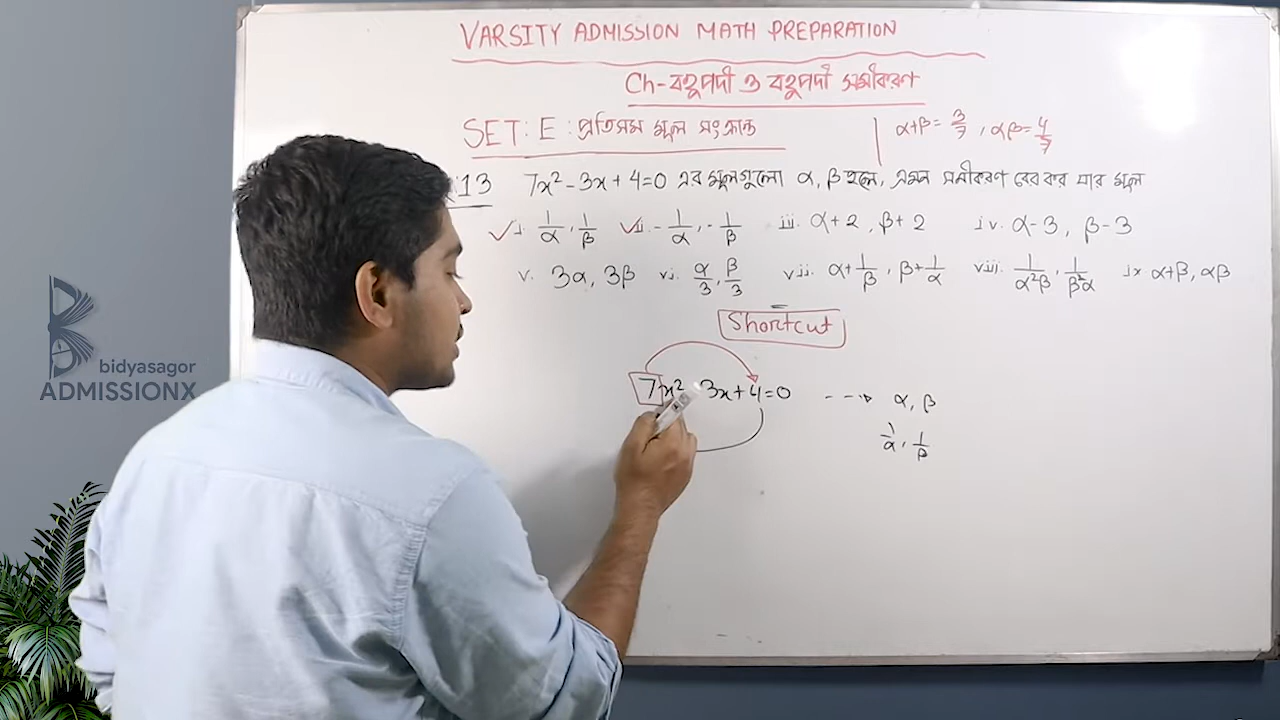 VARSITY ADMISSION MATH PREPARATION
Ch-বহুপদী ও বহুপদী সমীকরণ
SET: E : প্রতিসম মূল সংক্রান্ত
α+β= 3/7 , αβ= 4/7
:13 7x² - 3x + 4 = 0 এর মূলগুলো α, β হলে, এমন সমীকরণ বের কর যার মূল
i. 1/α , 1/β ii. -1/α , -1/β iii. α+2 , β+2 iv. α-3, β-3
v. 3α, 3β vi. α/3 , β/3 vii. α+1/β , β+1/α viii. 1/α²β , 1/β²α ix α+β, αβ
Shortcut
7x² 3x+4=0 α, β
1/α , 1/β
bidyasagor
ADMISSIONX